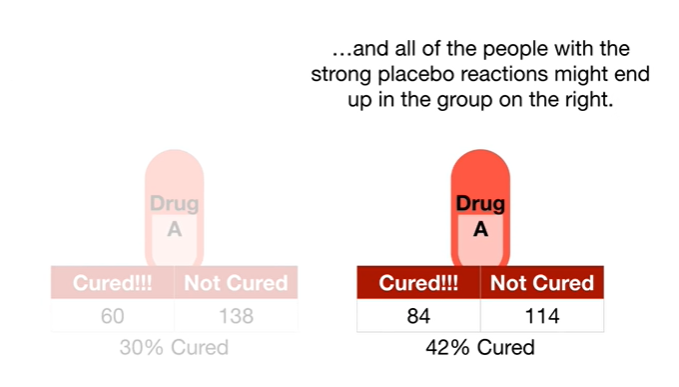 …and all of the people with the
strong placebo reactions might end
up in the group on the right.
Drug
A
Cured!!! Not Cured
60 138
30% Cured
Drug
A
Cured!!! Not Cured
84 114
42% Cured